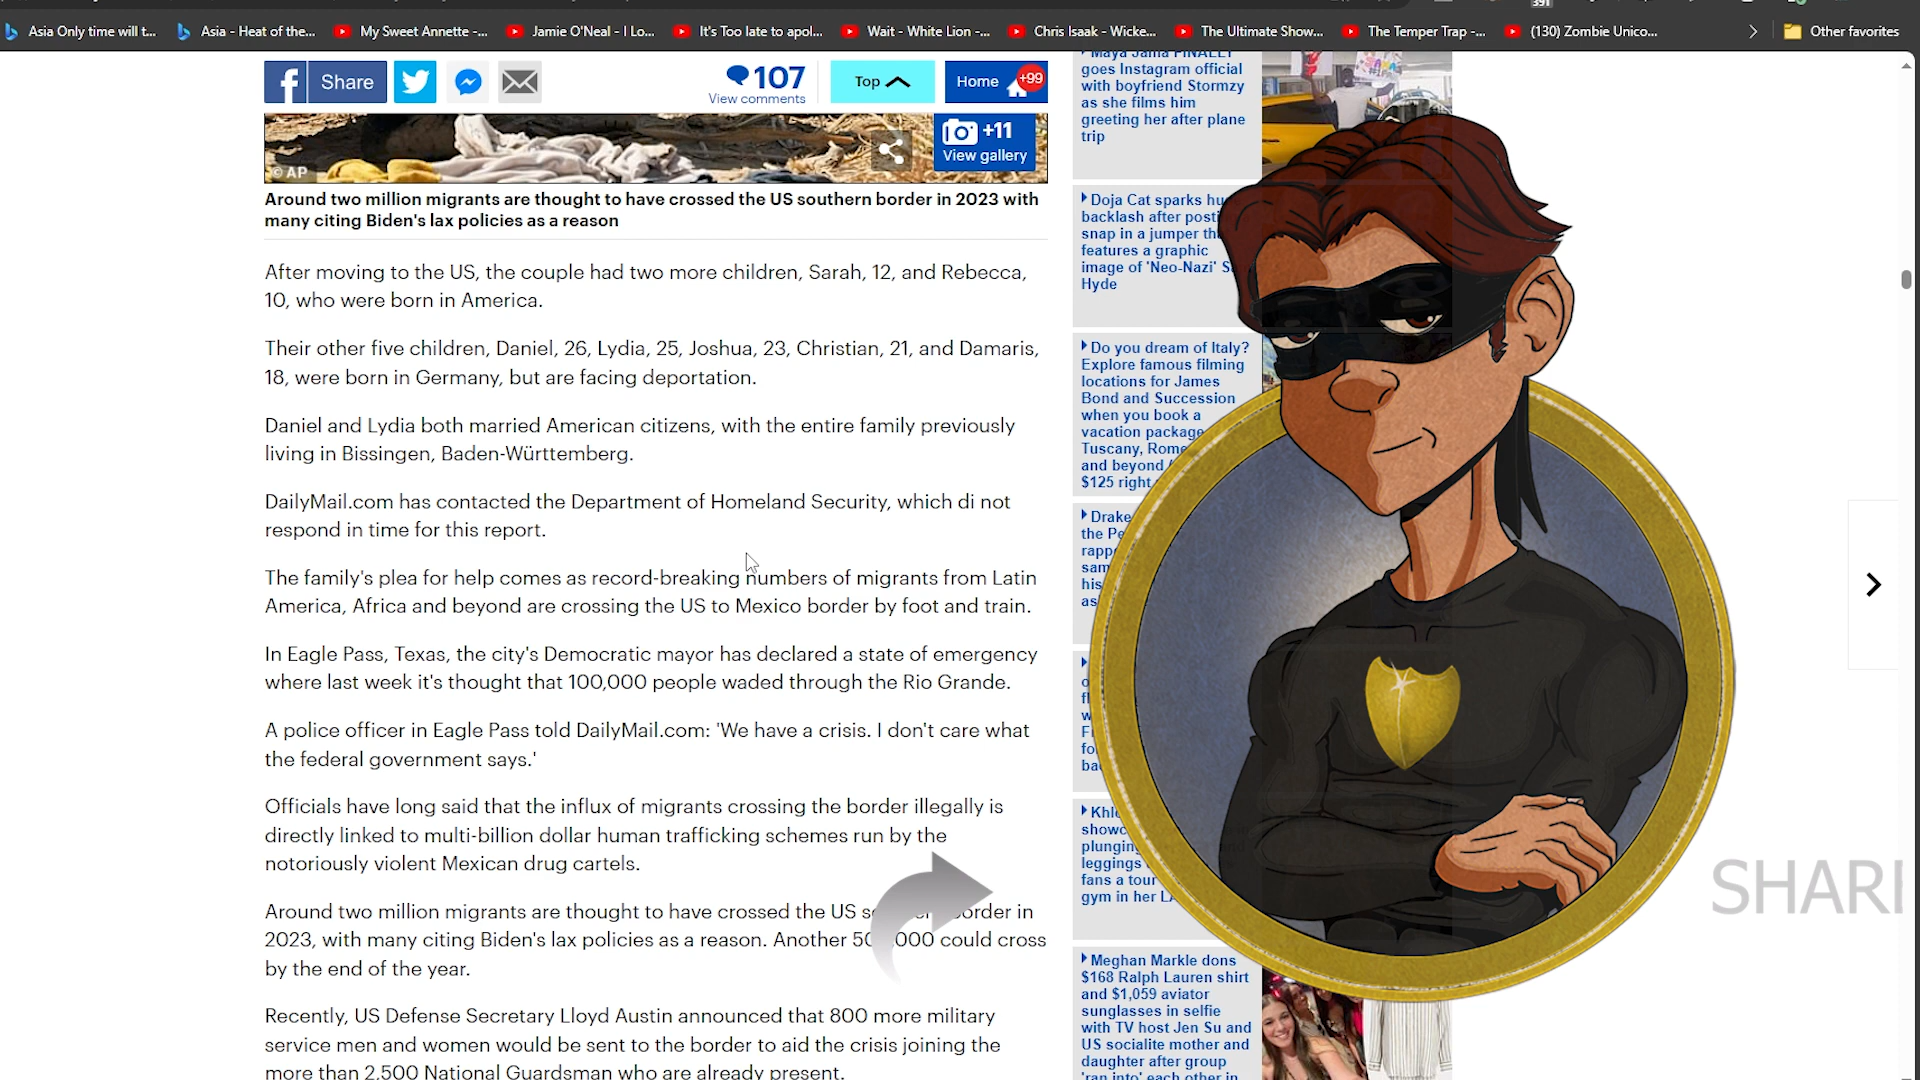 391
Asia Only time will t...
Asia - Heat of the...
My Sweet Annette -...
Jamie O'Neal - I Lo...
It's Too late to apol...
Wait - White Lion -...
Chris Isaak - Wicke...
The Ultimate Show...
The Temper Trap -...
(130) Zombie Unico...
Other favorites
Share
107
View comments
Top
Home
+99
+11
View gallery
© AP
Around two million migrants are thought to have crossed the US southern border in 2023 with
many citing Biden's lax policies as a reason
After moving to the US, the couple had two more children, Sarah, 12, and Rebecca,
10, who were born in America.
Their other five children, Daniel, 26, Lydia, 25, Joshua, 23, Christian, 21, and Damaris,
18, were born in Germany, but are facing deportation.
Daniel and Lydia both married American citizens, with the entire family previously
living in Bissingen, Baden-Württemberg.
DailyMail.com has contacted the Department of Homeland Security, which di not
respond in time for this report.
The family's plea for help comes as record-breaking numbers of migrants from Latin
America, Africa and beyond are crossing the US to Mexico border by foot and train.
In Eagle Pass, Texas, the city's Democratic mayor has declared a state of emergency
where last week it's thought that 100,000 people waded through the Rio Grande.
A police officer in Eagle Pass told DailyMail.com: 'We have a crisis. I don't care what
the federal government says.'
Officials have long said that the influx of migrants crossing the border illegally is
directly linked to multi-billion dollar human trafficking schemes run by the
notoriously violent Mexican drug cartels.
Around two million migrants are thought to have crossed the US border in
2023, with many citing Biden's lax policies as a reason. Another could cross
by the end of the year.
Recently, US Defense Secretary Lloyd Austin announced that 800 more military
service men and women would be sent to the border to aid the crisis joining the
more than 2,500 National Guardsman who are already present.
Maya Jama FINALLY
goes Instagram official
with boyfriend Stormzy
as she films him
greeting her after plane
trip
Doja Cat sparks
backlash after
snap in a jumper
features a graphic
image of 'Neo-Nazi'
Hyde
Do you dream of Italy?
Explore famous filming
locations for James
Bond and Succession
when you book a
vacation package
Tuscany, Rome
and beyond
$125 right
Drake
the
fans a tour
gym in her
Meghan Markle dons
$168 Ralph Lauren shirt
and $1,059 aviator
sunglasses in selfie
with TV host Jen Su and
US socialite mother and
daughter after group
'ran into' each other in
SHARE